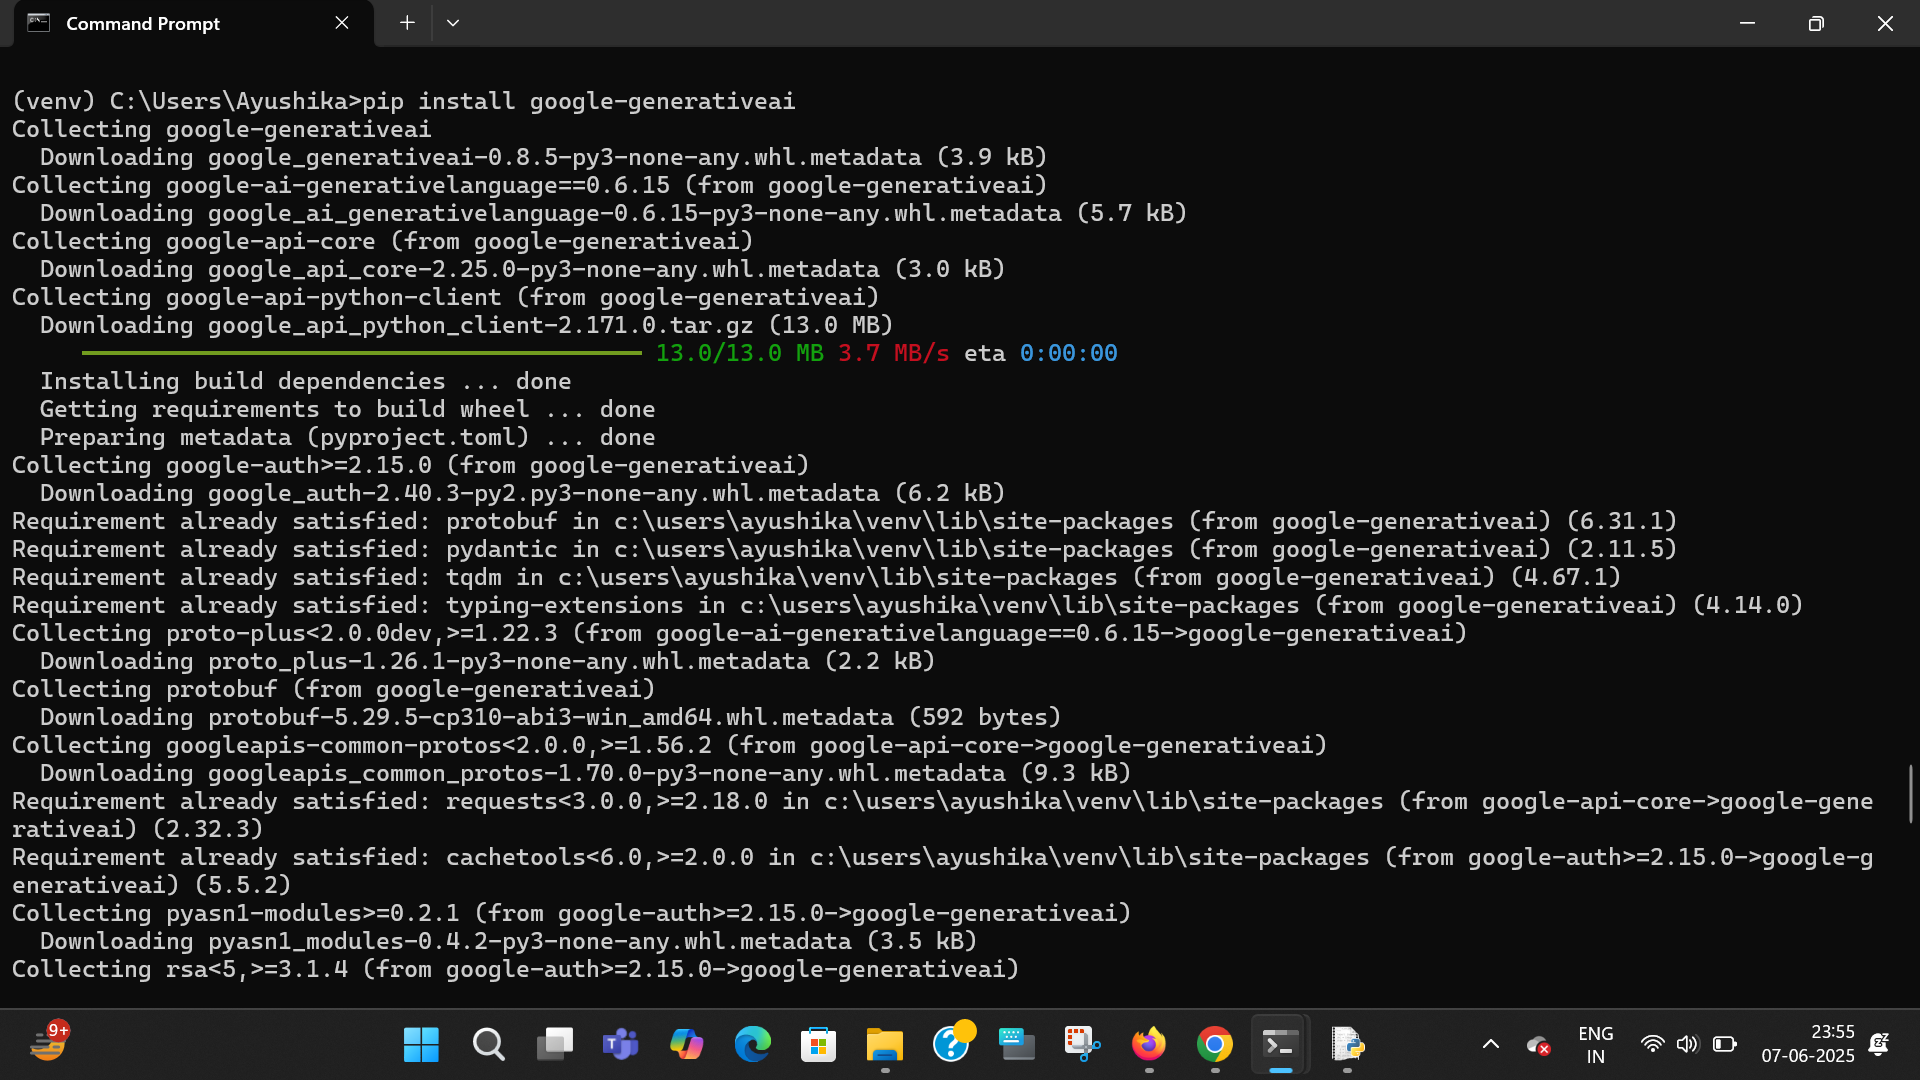 Command Prompt
(venv) C:\Users\Ayushika>pip install google-generativeai
Collecting google-generativeai
  Downloading google_generativeai-0.8.5-py3-none-any.whl.metadata (3.9 kB)
Collecting google-ai-generativelanguage==0.6.15 (from google-generativeai)
  Downloading google_ai_generativelanguage-0.6.15-py3-none-any.whl.metadata (5.7 kB)
Collecting google-api-core (from google-generativeai)
  Downloading google_api_core-2.25.0-py3-none-any.whl.metadata (3.0 kB)
Collecting google-api-python-client (from google-generativeai)
  Downloading google_api_python_client-2.171.0.tar.gz (13.0 MB)
13.0/13.0 MB 3.7 MB/s eta 0:00:00
  Installing build dependencies ... done
  Getting requirements to build wheel ... done
  Preparing metadata (pyproject.toml) ... done
Collecting google-auth>=2.15.0 (from google-generativeai)
  Downloading google_auth-2.40.3-py2.py3-none-any.whl.metadata (6.2 kB)
Requirement already satisfied: protobuf in c:\users\ayushika\venv\lib\site-packages (from google-generativeai) (6.31.1)
Requirement already satisfied: pydantic in c:\users\ayushika\venv\lib\site-packages (from google-generativeai) (2.11.5)
Requirement already satisfied: tqdm in c:\users\ayushika\venv\lib\site-packages (from google-generativeai) (4.67.1)
Requirement already satisfied: typing-extensions in c:\users\ayushika\venv\lib\site-packages (from google-generativeai) (4.14.0)
Collecting proto-plus<2.0.0dev,>=1.22.3 (from google-ai-generativelanguage==0.6.15->google-generativeai)
  Downloading proto_plus-1.26.1-py3-none-any.whl.metadata (2.2 kB)
Collecting protobuf (from google-generativeai)
  Downloading protobuf-5.29.5-cp310-abi3-win_amd64.whl.metadata (592 bytes)
Collecting googleapis-common-protos<2.0.0,>=1.56.2 (from google-api-core->google-generativeai)
  Downloading googleapis_common_protos-1.70.0-py3-none-any.whl.metadata (9.3 kB)
Requirement already satisfied: requests<3.0.0,>=2.18.0 in c:\users\ayushika\venv\lib\site-packages (from google-api-core->google-gene
rativeai) (2.32.3)
Requirement already satisfied: cachetools<6.0,>=2.0.0 in c:\users\ayushika\venv\lib\site-packages (from google-auth>=2.15.0->google-g
enerativeai) (5.5.2)
Collecting pyasn1-modules>=0.2.1 (from google-auth>=2.15.0->google-generativeai)
  Downloading pyasn1_modules-0.4.2-py3-none-any.whl.metadata (3.5 kB)
Collecting rsa<5,>=3.1.4 (from google-auth>=2.15.0->google-generativeai)
9+
ENG
IN
23:55
07-06-2025